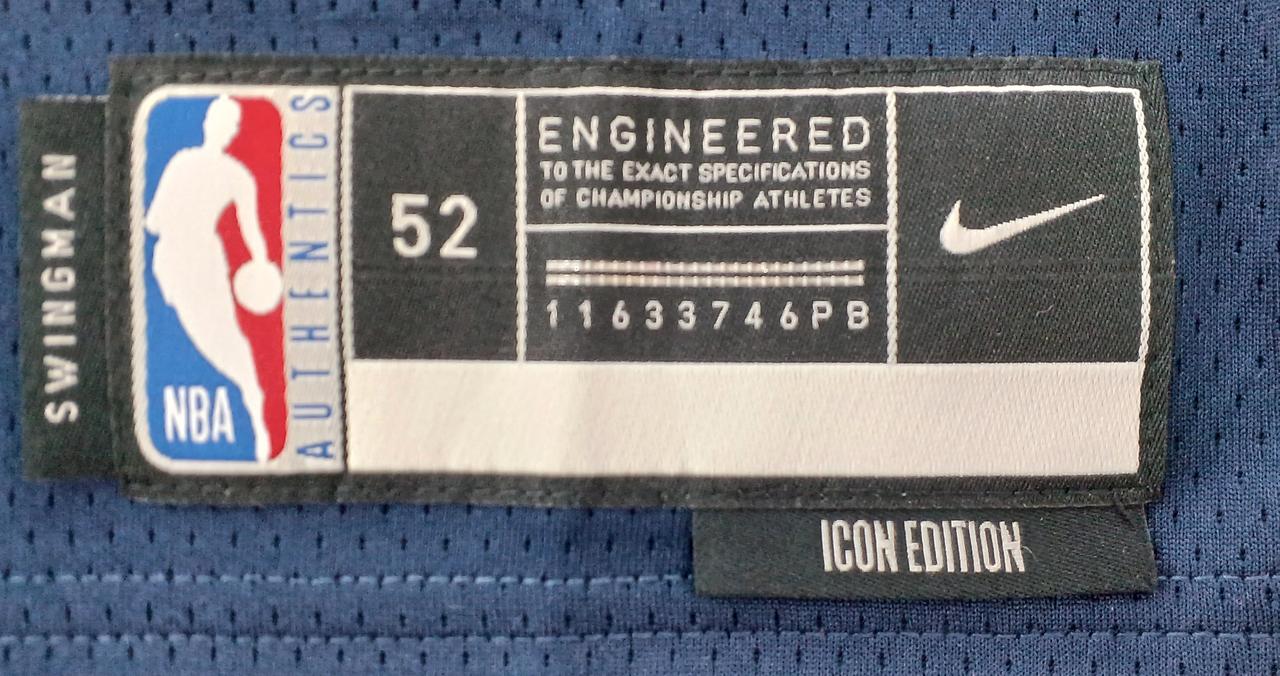 SWINGMAN
NBA
AUTHENTICS
52
ENGINEERED
TO THE EXACT SPECIFICATIONS
OF CHAMPIONSHIP ATHLETES
11633746PB
ICON EDITION